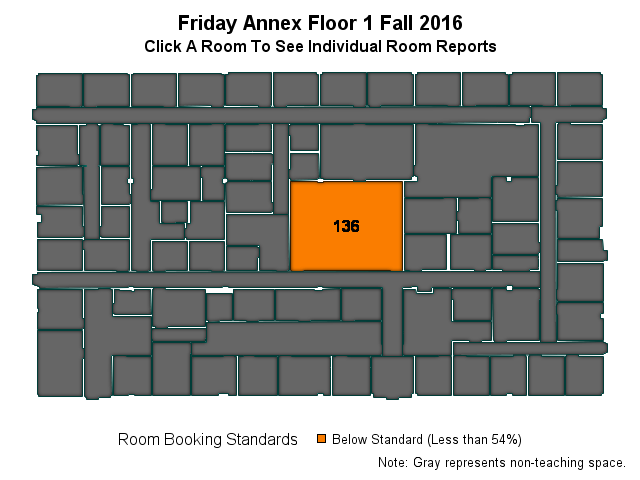 Friday Annex Floor 1 Fall 2016
Click A Room To See Individual Room Reports
136
Room Booking Standards
Below Standard (Less than 54%)
Note: Gray represents non-teaching space.